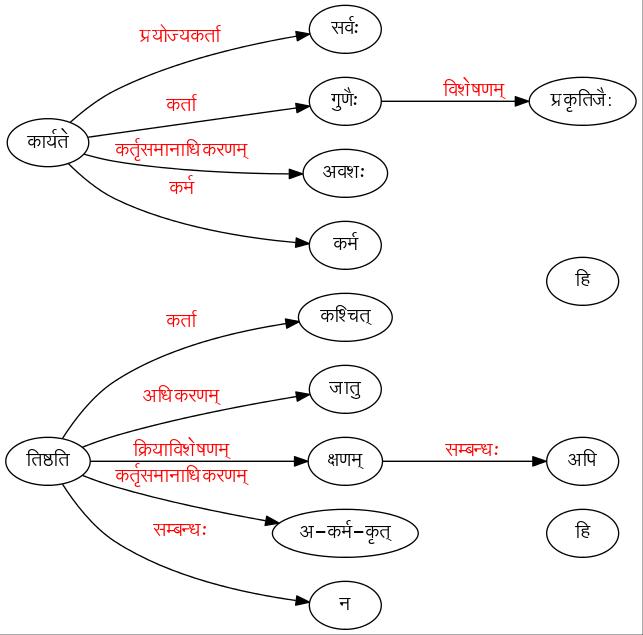 प्रयोज्यकर्ता
सर्वः
कर्ता
गुणैः
विशेषणम्
प्रकृतिजैः
कार्यते
कर्तृसमानाधिकरणम्
अवशः
कर्म
कर्म
हि
कर्ता
कश्चित्
अधिकरणम्
जातु
तिष्ठति
क्रियाविशेषणम्
क्षणम्
सम्बन्धः
अपि
कर्तृसमानाधिकरणम्
अ-कर्म-कृत्
हि
सम्बन्धः
न